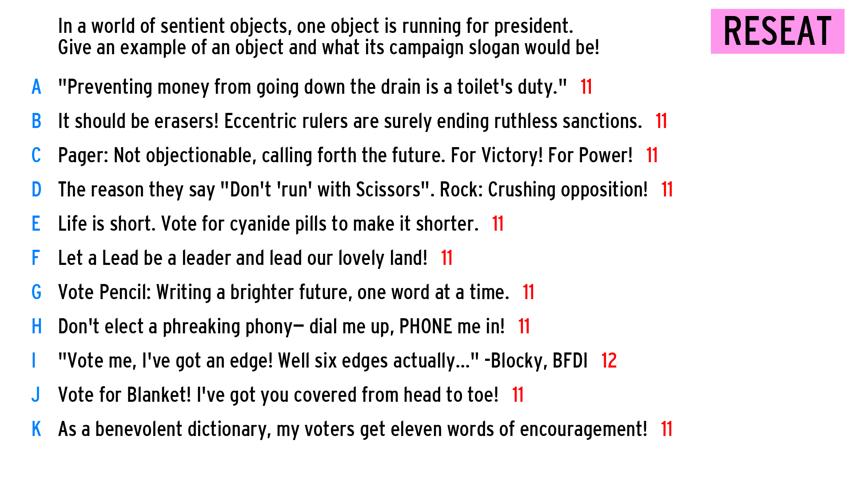 In a world of sentient objects, one object is running for president.
Give an example of an object and what its campaign slogan would be!
RESEAT
A "Preventing money from going down the drain is a toilet's duty." 11
B It should be erasers! Eccentric rulers are surely ending ruthless sanctions. 11
C Pager: Not objectionable, calling forth the future. For Victory! For Power! 11
D The reason they say "Don't 'run' with Scissors". Rock: Crushing opposition! 11
E Life is short. Vote for cyanide pills to make it shorter. 11
F Let a Lead be a leader and lead our lovely land! 11
G Vote Pencil: Writing a brighter future, one word at a time. 11
H Don't elect a phreaking phony— dial me up, PHONE me in! 11
I "Vote me, I've got an edge! Well six edges actually..." -Blocky, BFDI 12
J Vote for Blanket! I've got you covered from head to toe! 11
K As a benevolent dictionary, my voters get eleven words of encouragement! 11